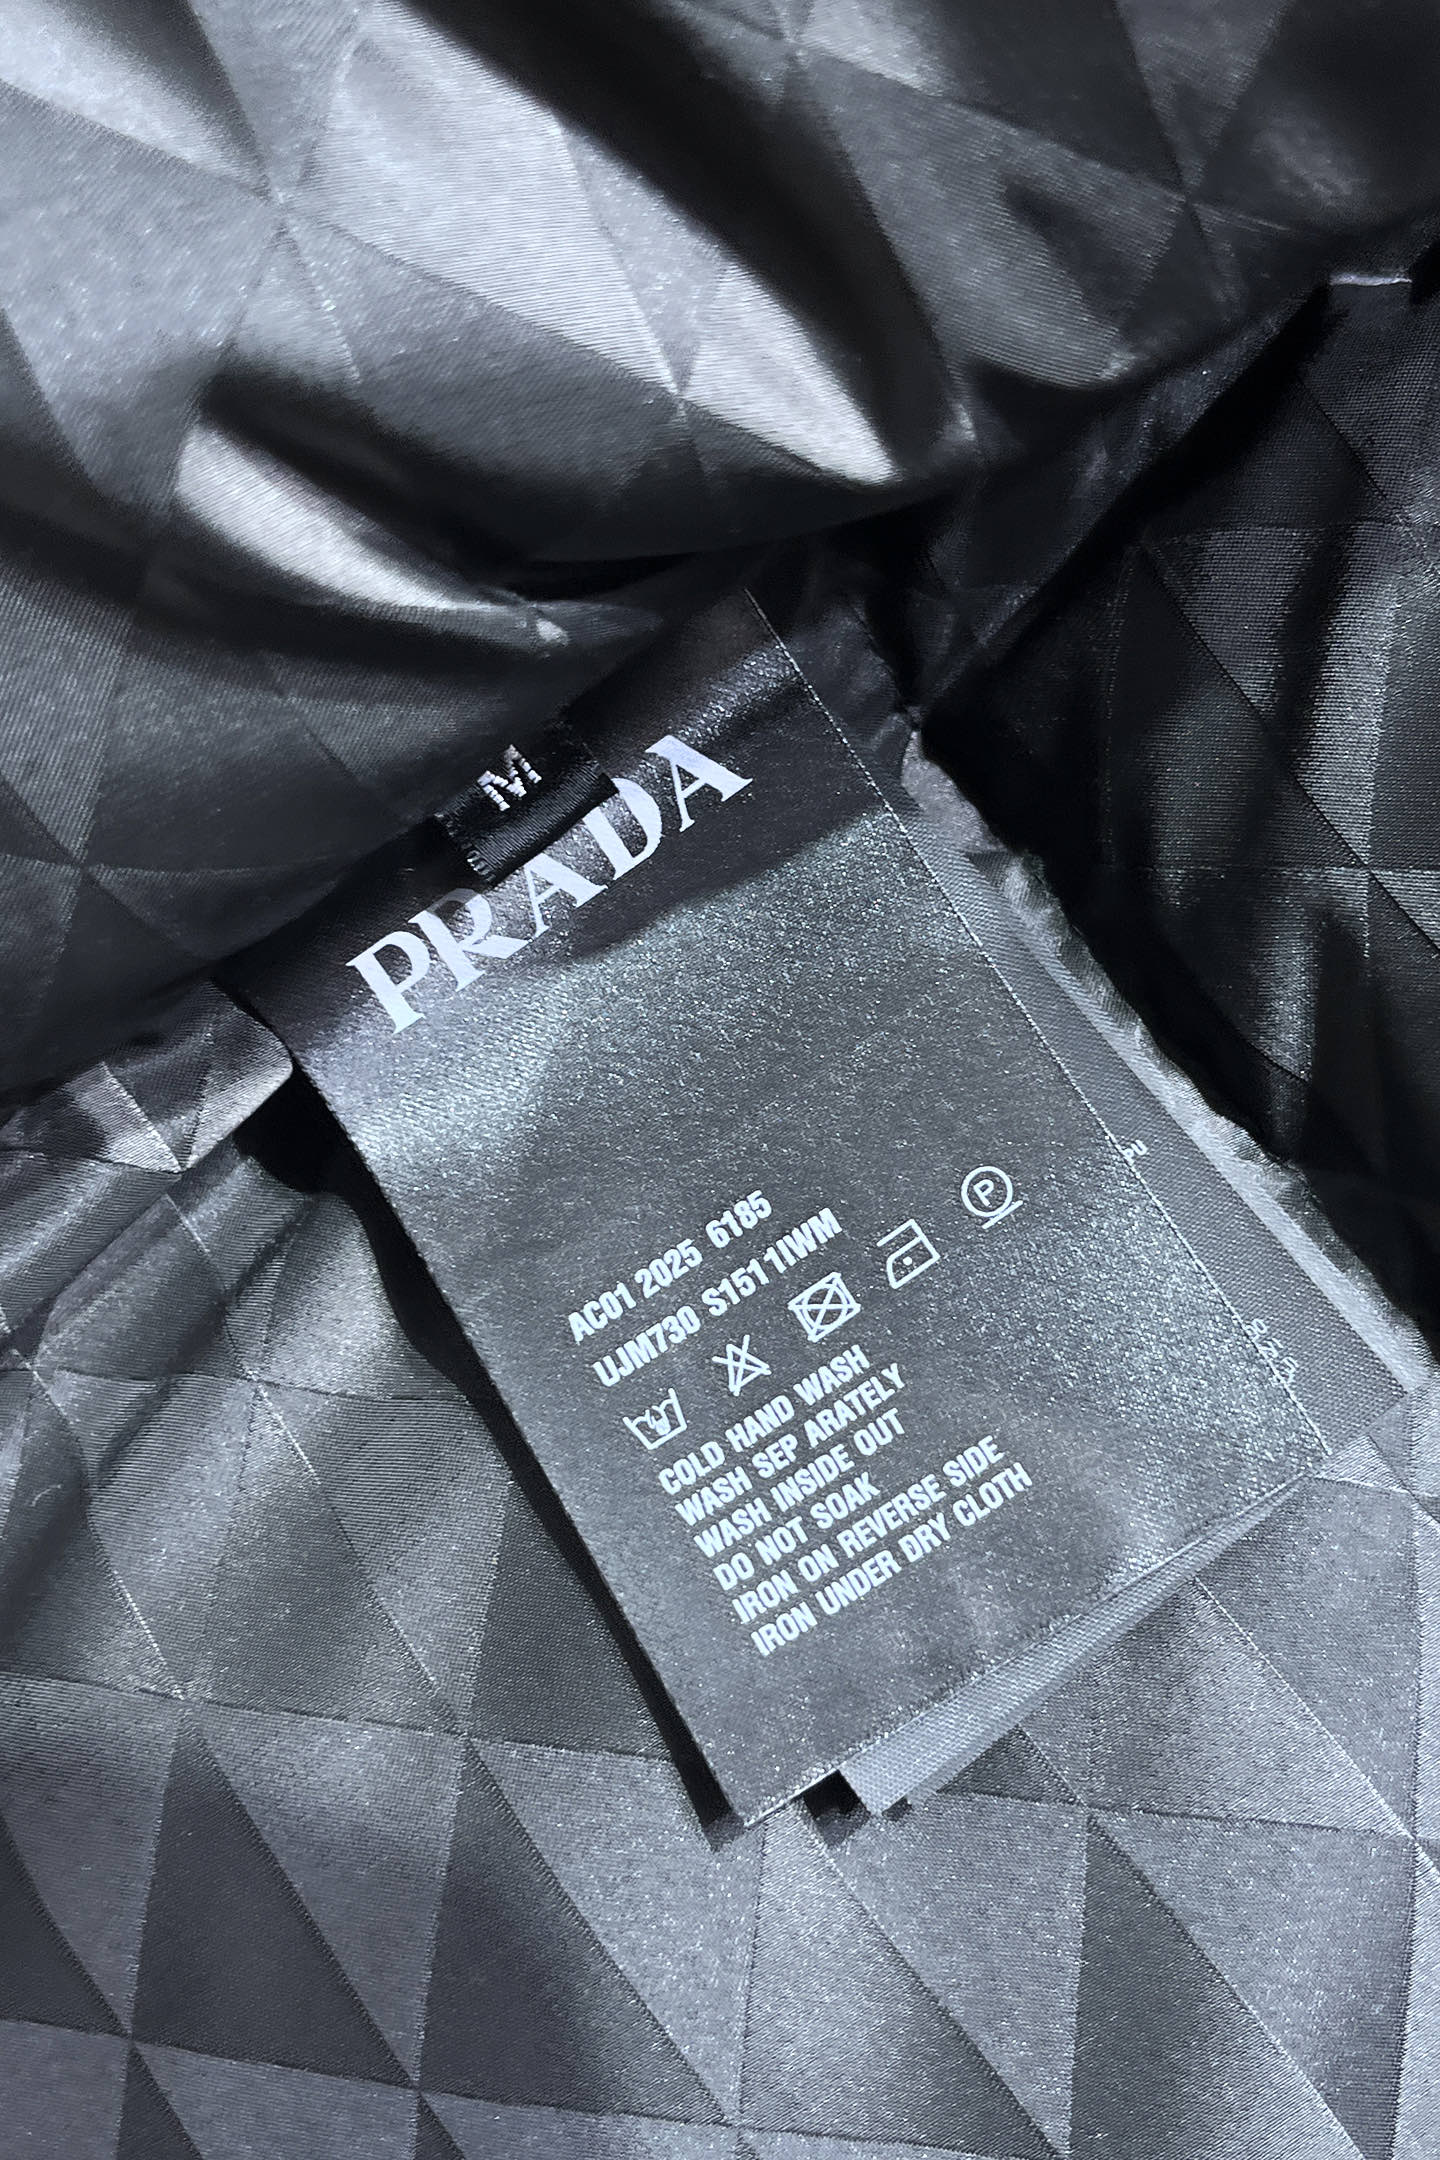 M
PRADA
AC01 2025 6185
UJM730 S151 1IWM
P
COLD HAND WASH
WASH SEP ARATELY
WASH INSIDE OUT
DO NOT SOAK
IRON ON REVERSE SIDE
IRON UNDER DRY CLOTH
PU